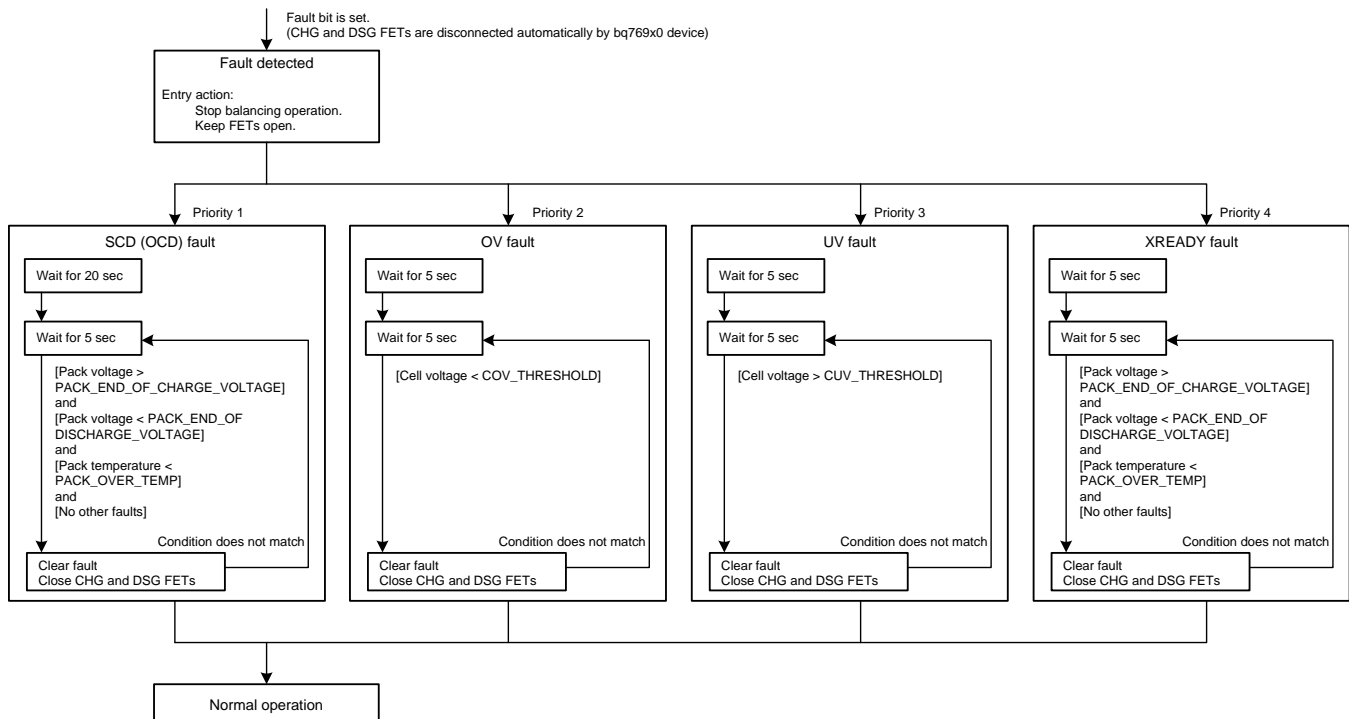 Fault bit is set.
(CHG and DSG FETs are disconnected automatically by bq769x0 device)
Fault detected
Entry action:
Stop balancing operation.
Keep FETs open.
Priority 1
Priority 2
Priority 3
Priority 4
SCD (OCD) fault
Wait for 20 sec
Wait for 5 sec
[Pack voltage >
PACK_END_OF_CHARGE_VOLTAGE]
and
[Pack voltage < PACK_END_OF
DISCHARGE_VOLTAGE]
and
[Pack temperature <
PACK_OVER_TEMP]
and
[No other faults]
Condition does not match
Clear fault
Close CHG and DSG FETs
OV fault
Wait for 5 sec
Wait for 5 sec
[Cell voltage < COV_THRESHOLD]
Condition does not match
Clear fault
Close CHG and DSG FETs
UV fault
Wait for 5 sec
Wait for 5 sec
[Cell voltage > CUV_THRESHOLD]
Condition does not match
Clear fault
Close CHG and DSG FETs
XREADY fault
Wait for 5 sec
Wait for 5 sec
[Pack voltage >
PACK_END_OF_CHARGE_VOLTAGE]
and
[Pack voltage < PACK_END_OF
DISCHARGE_VOLTAGE]
and
[Pack temperature <
PACK_OVER_TEMP]
and
[No other faults]
Condition does not match
Clear fault
Close CHG and DSG FETs
Normal operation